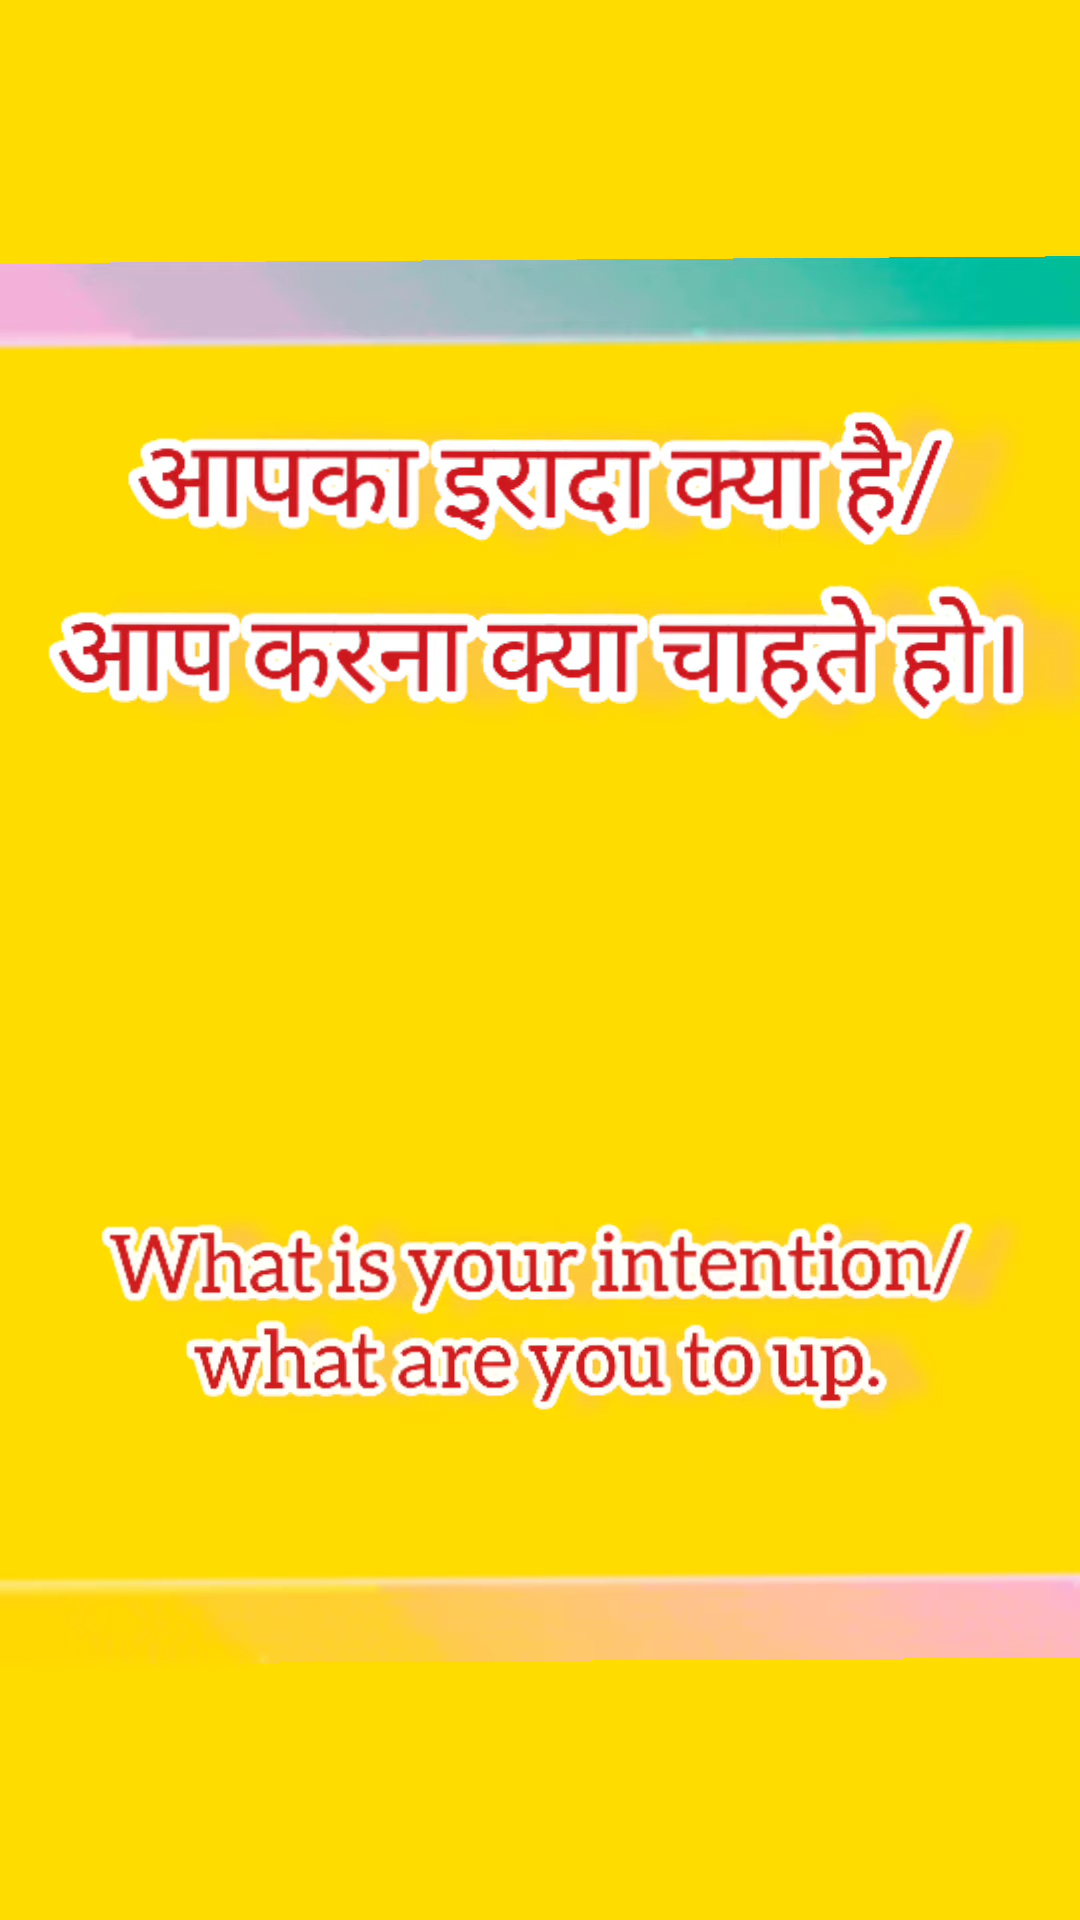 आपका इरादा क्या है/
आप करना क्या चाहते हो।
What is your intention/
what are you to up.